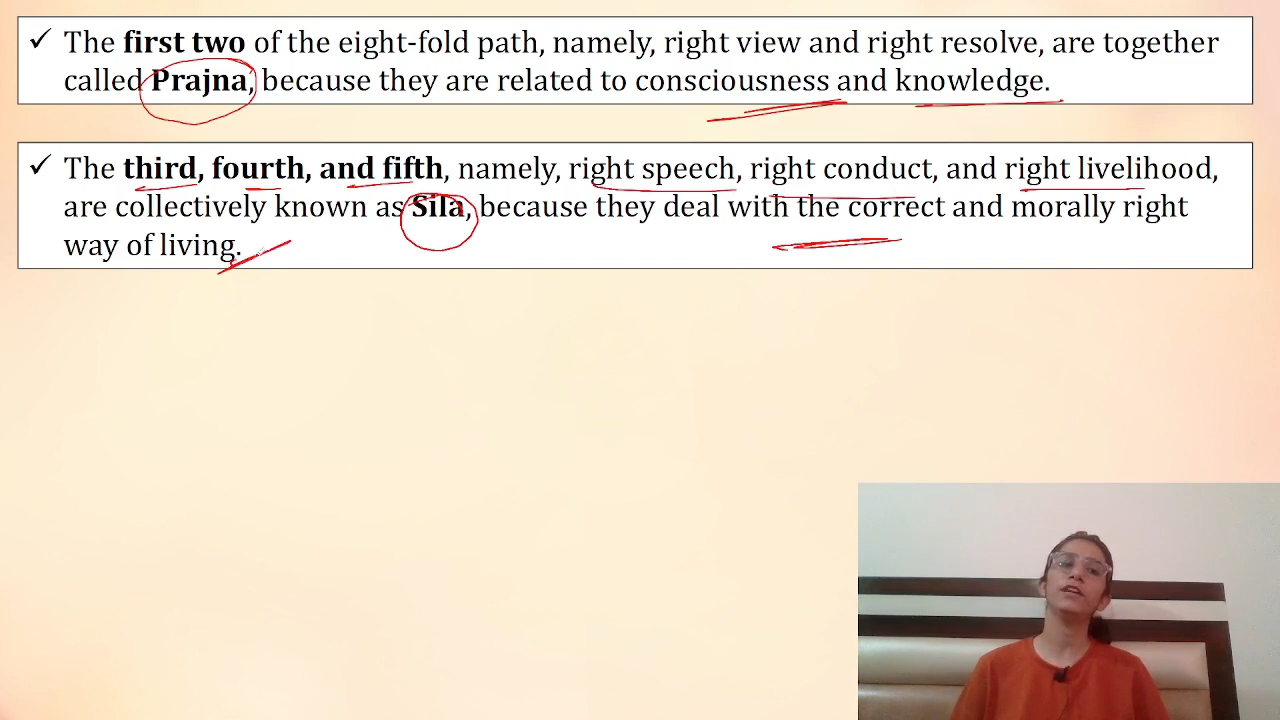 ✓ The first two of the eight-fold path, namely, right view and right resolve, are together
called Prajna, because they are related to consciousness and knowledge.
✓ The third, fourth, and fifth, namely, right speech, right conduct, and right livelihood,
are collectively known as Sila, because they deal with the correct and morally right
way of living.